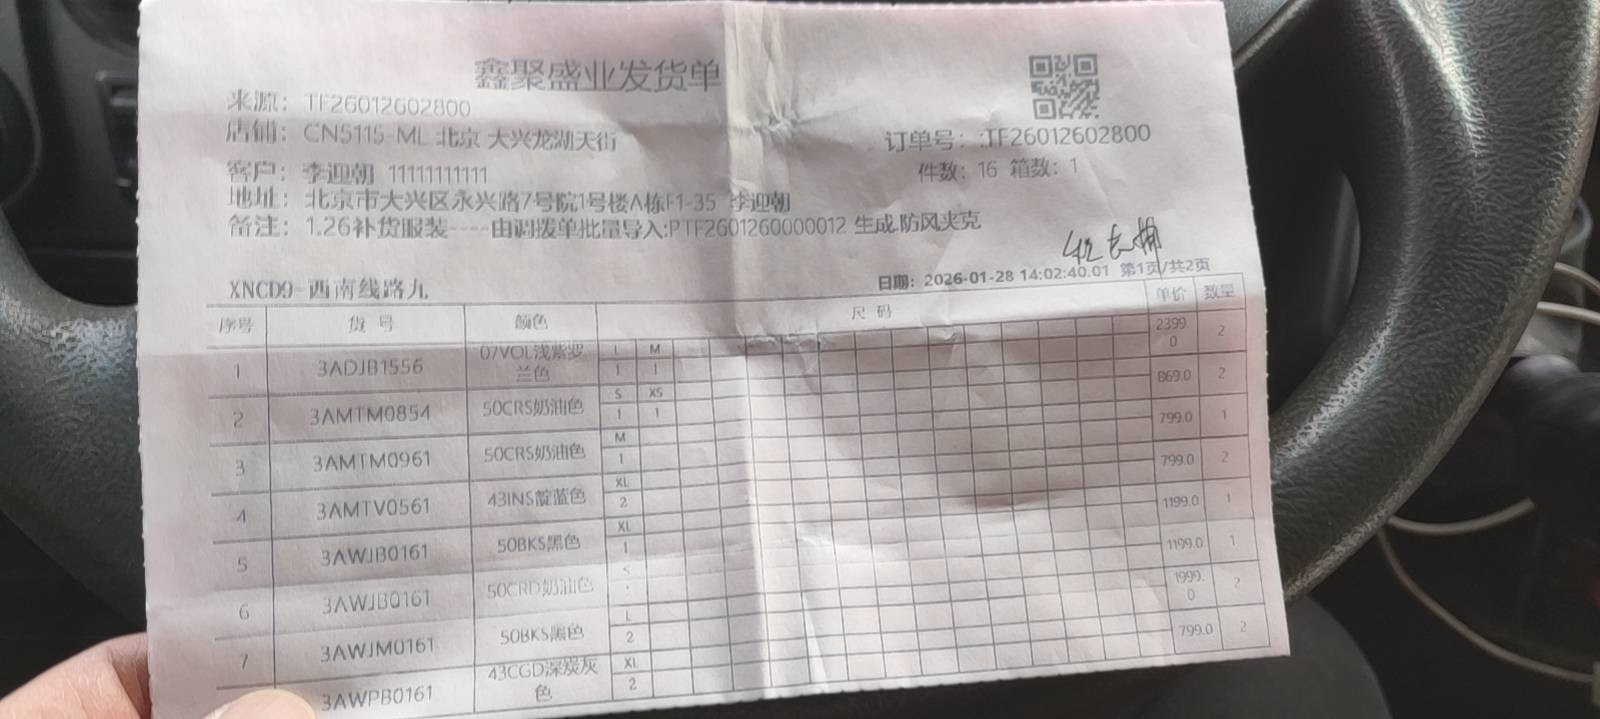 鑫聚盛业发货单
来源： TF26012602800
店铺： CN5115-ML 北京 大兴龙湖天街
订单号：:TF26012602800
客户： 李迎朝 11111111111
件数：16 箱数：1
地址： 北京市大兴区永兴路7号院1号楼A栋F1-35 李迎朝
备注： 1.26补货服装----由调拨单批量导入:PTF2601260000012 生成.防风夹克
XNCD9-西南线路九
日期： 2026-01-28 14:02:40.01 第1页/共2页
序号 货 号 颜色 尺 码 单价 数量
1 3ADJB1556 07VOL浅紫罗兰色 L M 1 1 2399.0 2
2 3AMTM0854 50CRS奶油色 S XS 1 1 869.0 2
3 3AMTM0961 50CRS奶油色 M 1 799.0 1
4 3AMTV0561 43INS靛蓝色 XL 2 799.0 2
5 3AWJB0161 50BKS黑色 XL 1 1199.0 1
6 3AWJB0161 50CRD奶油色 S 1199.0 1
7 3AWJM0161 50BKS黑色 L 2 1999.0 2
3AWPB0161 43CGD深炭灰色 XL 2 799.0 2